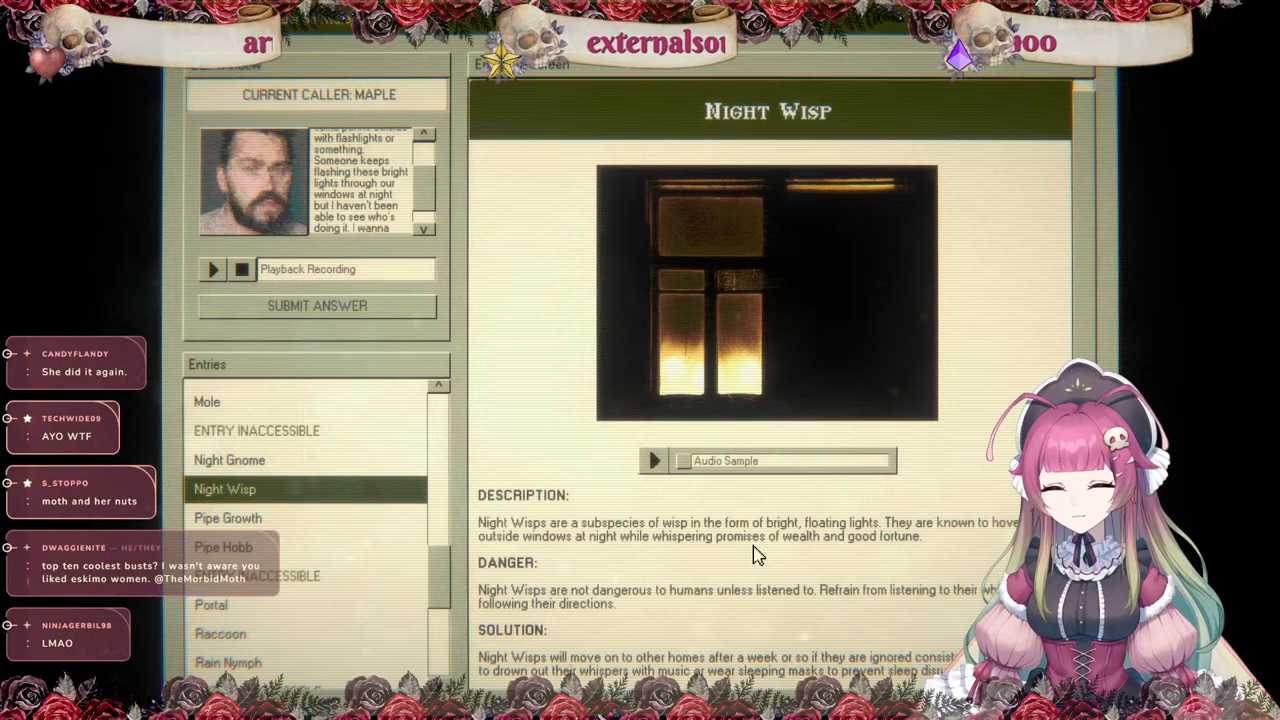 externalsou
CURRENT CALLER: MAPLE
with flashlights or
something.
Someone keeps
flashing these bright
lights through our
windows at night
but I haven't been
able to see who's
doing it. I wanna
Playback Recording
SUBMIT ANSWER
Entries
Mole
ENTRY INACCESSIBLE
Night Gnome
Night Wisp
Pipe Growth
Pipe Hobb
ENTRY INACCESSIBLE
Portal
Raccoon
Rain Nymph
NIGHT WISP
Audio Sample
DESCRIPTION:
Night Wisps are a subspecies of wisp in the form of bright, floating lights. They are known to hove
outside windows at night while whispering promises of wealth and good fortune.
DANGER:
Night Wisps are not dangerous to humans unless listened to. Refrain from listening to their wh
following their directions.
SOLUTION:
Night Wisps will move on to other homes after a week or so if they are ignored consist
to drown out their whispers with music or wear sleeping masks to prevent sleep disru
CANDYFLANDY
She did it again.
TECHWIDE09
AYO WTF
S_STOPPO
moth and her nuts
DWAGGIENITE — HE/THEY
top ten coolest busts? I wasn't aware you
liked eskimo women. @TheMorbidMoth
NINJAGERBIL98
LMAO